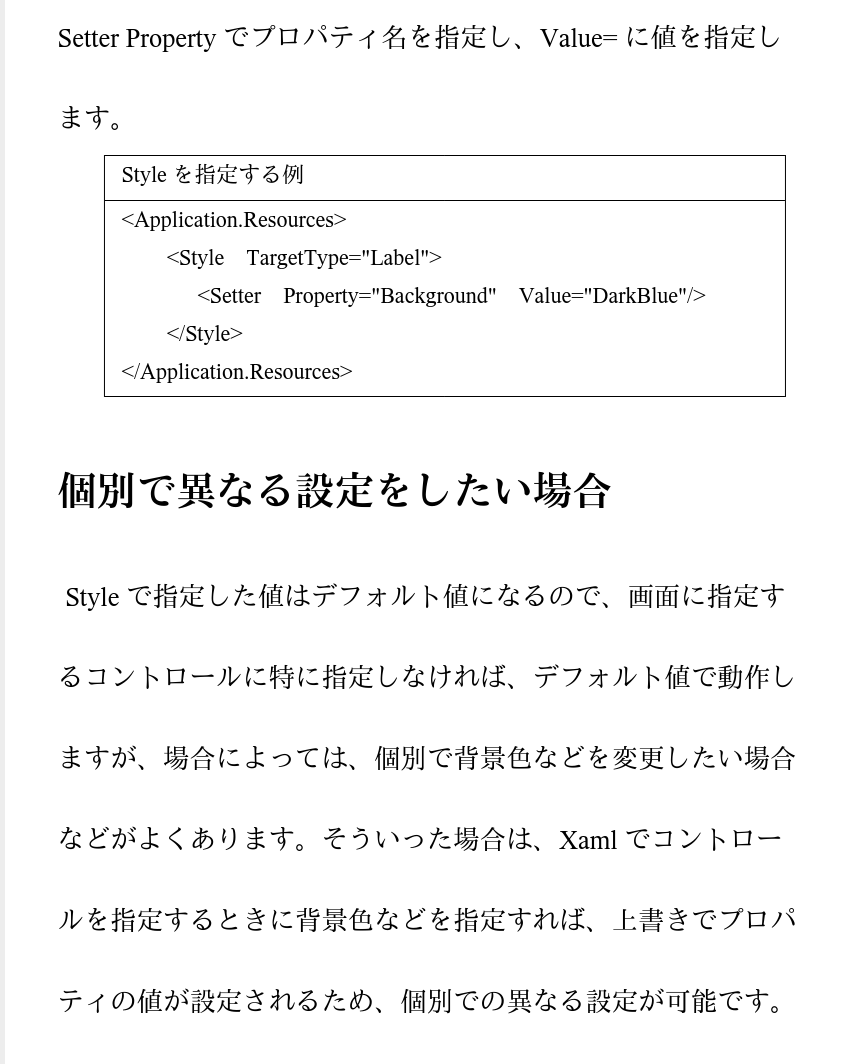 Setter Property でプロパティ名を指定し、Value= に値を指定し
ます。
Style を指定する例
<Application.Resources>
<Style TargetType="Label">
<Setter Property="Background" Value="DarkBlue"/>
</Style>
</Application.Resources>
個別で異なる設定をしたい場合
Style で指定した値はデフォルト値になるので、画面に指定す
るコントロールに特に指定しなければ、デフォルト値で動作し
ますが、場合によっては、個別で背景色などを変更したい場合
などがよくあります。そういった場合は、Xaml でコントロー
ルを指定するときに背景色などを指定すれば、上書きでプロパ
ティの値が設定されるため、個別での異なる設定が可能です。